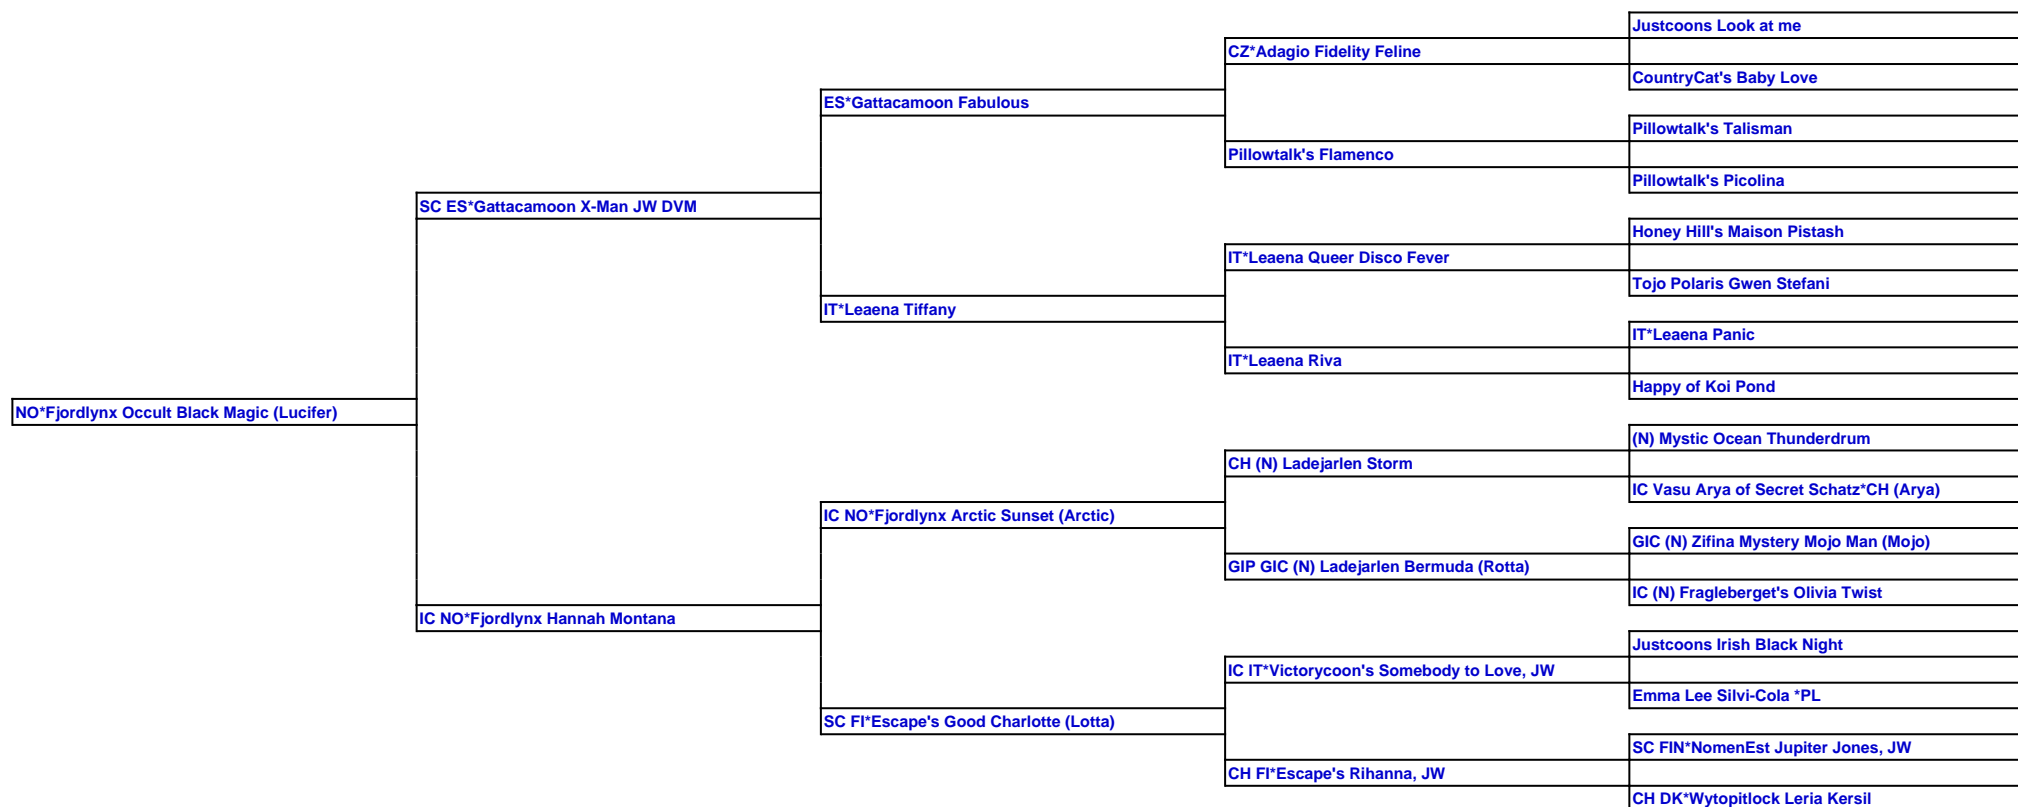 Justcoons Look at me
CZ*Adagio Fidelity Feline
CountryCat's Baby Love
ES*Gattacamoon Fabulous
Pillowtalk's Talisman
Pillowtalk's Flamenco
Pillowtalk's Picolina
SC ES*Gattacamoon X-Man JW DVM
Honey Hill's Maison Pistash
IT*Leaena Queer Disco Fever
Tojo Polaris Gwen Stefani
IT*Leaena Tiffany
IT*Leaena Panic
IT*Leaena Riva
Happy of Koi Pond
NO*Fjordlynx Occult Black Magic (Lucifer)
(N) Mystic Ocean Thunderdrum
CH (N) Ladejarlen Storm
IC Vasu Arya of Secret Schatz*CH (Arya)
IC NO*Fjordlynx Arctic Sunset (Arctic)
GIC (N) Zifina Mystery Mojo Man (Mojo)
GIP GIC (N) Ladejarlen Bermuda (Rotta)
IC (N) Fragleberget's Olivia Twist
IC NO*Fjordlynx Hannah Montana
Justcoons Irish Black Night
IC IT*Victorycoon's Somebody to Love, JW
Emma Lee Silvi-Cola *PL
SC FI*Escape's Good Charlotte (Lotta)
SC FIN*NomenEst Jupiter Jones, JW
CH FI*Escape's Rihanna, JW
CH DK*Wytopitlock Leria Kersil